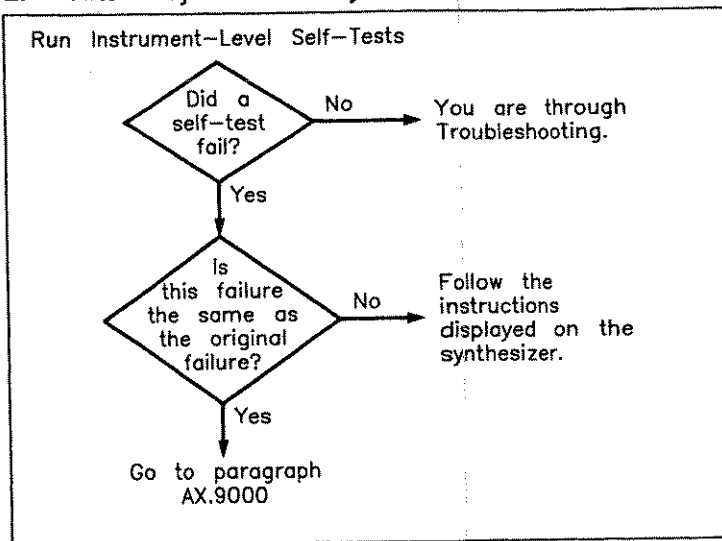 Run Instrument-Level Self-Tests
Did a
self-test
fail?
No
You are through
Troubleshooting.
Yes
Is
this failure
the same as
the original
failure?
No
Follow the
instructions
displayed on the
synthesizer.
Yes
Go to paragraph
AX.9000